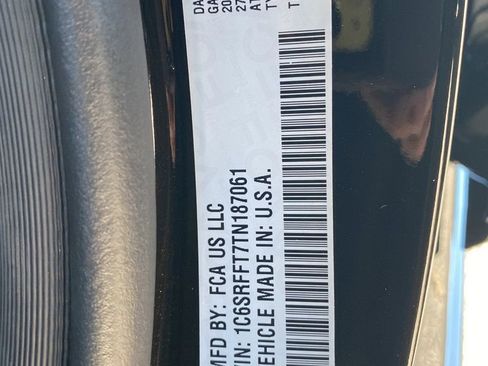 MFD BY: FCA US LLC
VIN: 1C6SRFFT7TN187061
VEHICLE MADE IN: U.S.A.